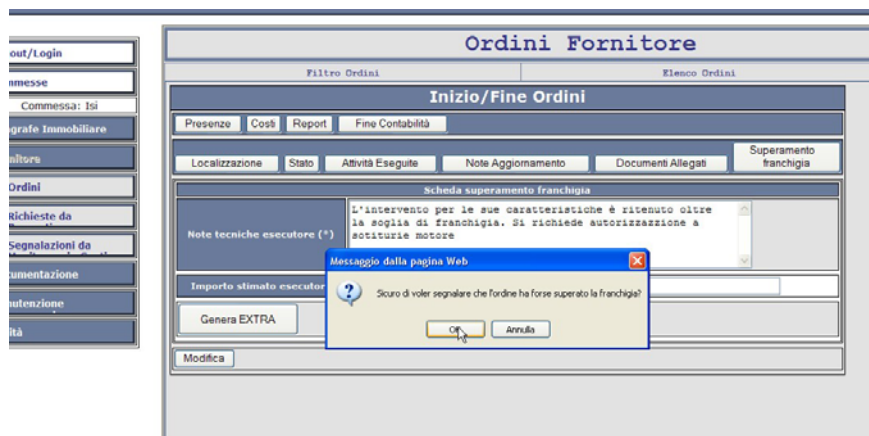 Ordini Fornitore
out/Login
Filtro Ordini
Elenco Ordini
mmesse
Inizio/Fine Ordini
Commessa: Isi
Presenze
Costi
Report
Fine Contabilità
grafe Immobiliare
Localizzazione
Stato
Attività Eseguite
Note Aggiornamento
Documenti Allegati
Superamento
franchigia
nitore
Ordini
Scheda superamento franchigia
Richieste da
Note tecniche esecutore (*)
L'intervento per le sue caratteristiche è ritenuto oltre
la soglia di franchigia. Si richiede autorizzazzione a
sotiturie motore
Segnalazioni da
Messaggio dalla pagina Web
umentazione
Importo stimato esecutor
Sicuro di voler segnalare che l'ordine ha forse superato la franchigia?
nutenzione
Genera EXTRA
OK
Annulla
ità
Modifica